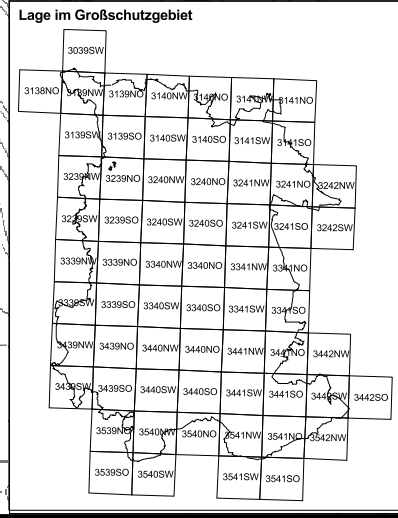 Lage im Großschutzgebiet
3039SW
3138NO 3139NW 3139NO 3140NW 3140NO 3141NW 3141NO
3139SW 3139SO 3140SW 3140SO 3141SW 3141SO
3239NW 3239NO 3240NW 3240NO 3241NW 3241NO 3242NW
3239SW 3239SO 3240SW 3240SO 3241SW 3241SO 3242SW
3339NW 3339NO 3340NW 3340NO 3341NW 3341NO
3339SW 3339SO 3340SW 3340SO 3341SW 3341SO
3439NW 3439NO 3440NW 3440NO 3441NW 3441NO 3442NW
3439SW 3439SO 3440SW 3440SO 3441SW 3441SO 3442SW 3442SO
3539NO 3540NW 3540NO 3541NW 3541NO 3542NW
3539SO 3540SW 3541SW 3541SO